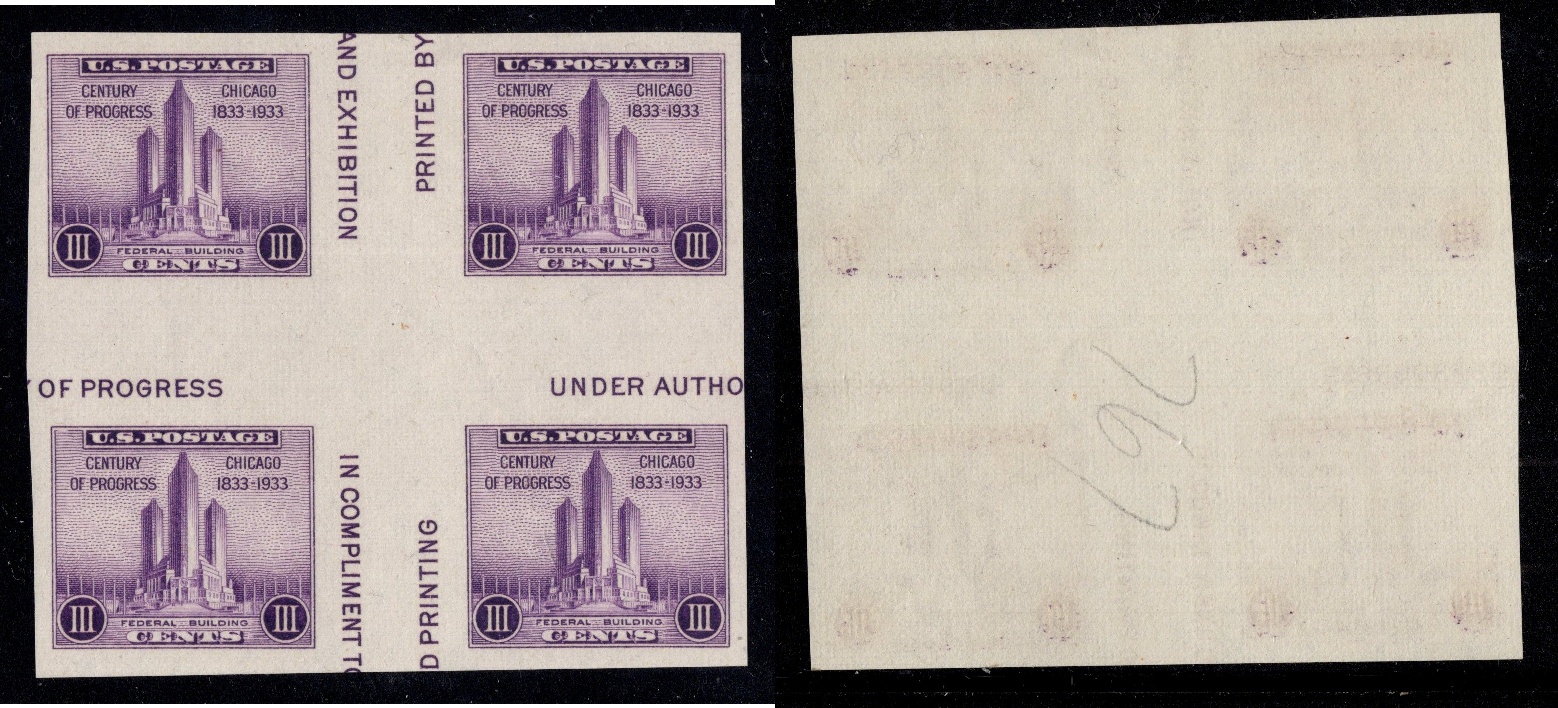 U.S. POSTAGE
CENTURY OF PROGRESS
CHICAGO 1833-1933
III
III
FEDERAL BUILDING
CENTS
AND EXHIBITION
PRINTED BY
U.S. POSTAGE
CENTURY OF PROGRESS
CHICAGO 1833-1933
III
III
FEDERAL BUILDING
CENTS
OF PROGRESS
UNDER AUTHO
U.S. POSTAGE
CENTURY OF PROGRESS
CHICAGO 1833-1933
III
III
FEDERAL BUILDING
CENTS
IN COMPLIMENT TO
D PRINTING
U.S. POSTAGE
CENTURY OF PROGRESS
CHICAGO 1833-1933
III
III
FEDERAL BUILDING
CENTS
767